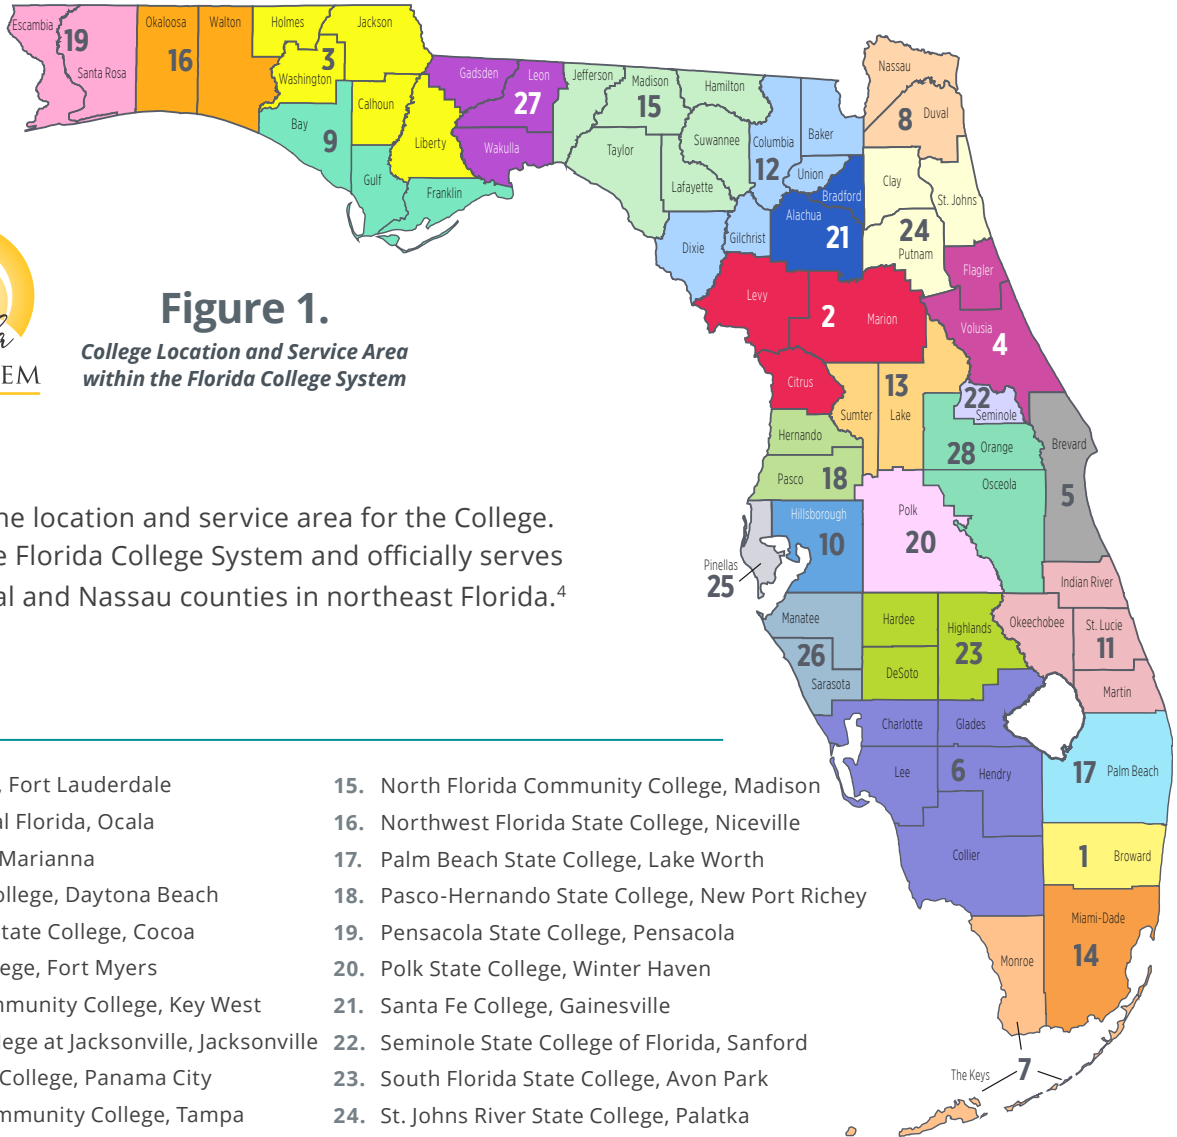 Escambia
19
Santa Rosa
Okaloosa
16
Walton
Holmes
3
Washington
Jackson
Calhoun
Liberty
Bay
9
Gulf
Franklin
Gadsden
Leon
27
Wakulla
Jefferson
Madison
15
Hamilton
Taylor
Suwannee
Lafayette
Columbia
12
Baker
Union
Bradford
Alachua
21
Gilchrist
Dixie
Nassau
8
Duval
Clay
St. Johns
24
Putnam
Flagler
Volusia
4
Levy
2
Marion
Citrus
Sumter
13
Lake
22
Seminole
28
Orange
Osceola
Brevard
5
Hernando
Pasco
18
Hillsborough
10
Pinellas
25
Polk
20
Indian River
Okeechobee
St. Lucie
11
Martin
Manatee
26
Sarasota
Hardee
DeSoto
Highlands
23
Charlotte
Glades
Lee
6
Hendry
Collier
17
Palm Beach
1
Broward
Miami-Dade
14
Monroe
7
The Keys
EM
Figure 1.
College Location and Service Area
within the Florida College System
ne location and service area for the College.
e Florida College System and officially serves
al and Nassau counties in northeast Florida.4
, Fort Lauderdale
al Florida, Ocala
Marianna
ollege, Daytona Beach
tate College, Cocoa
ege, Fort Myers
mmunity College, Key West
lege at Jacksonville, Jacksonville
College, Panama City
mmunity College, Tampa
15. North Florida Community College, Madison
16. Northwest Florida State College, Niceville
17. Palm Beach State College, Lake Worth
18. Pasco-Hernando State College, New Port Richey
19. Pensacola State College, Pensacola
20. Polk State College, Winter Haven
21. Santa Fe College, Gainesville
22. Seminole State College of Florida, Sanford
23. South Florida State College, Avon Park
24. St. Johns River State College, Palatka